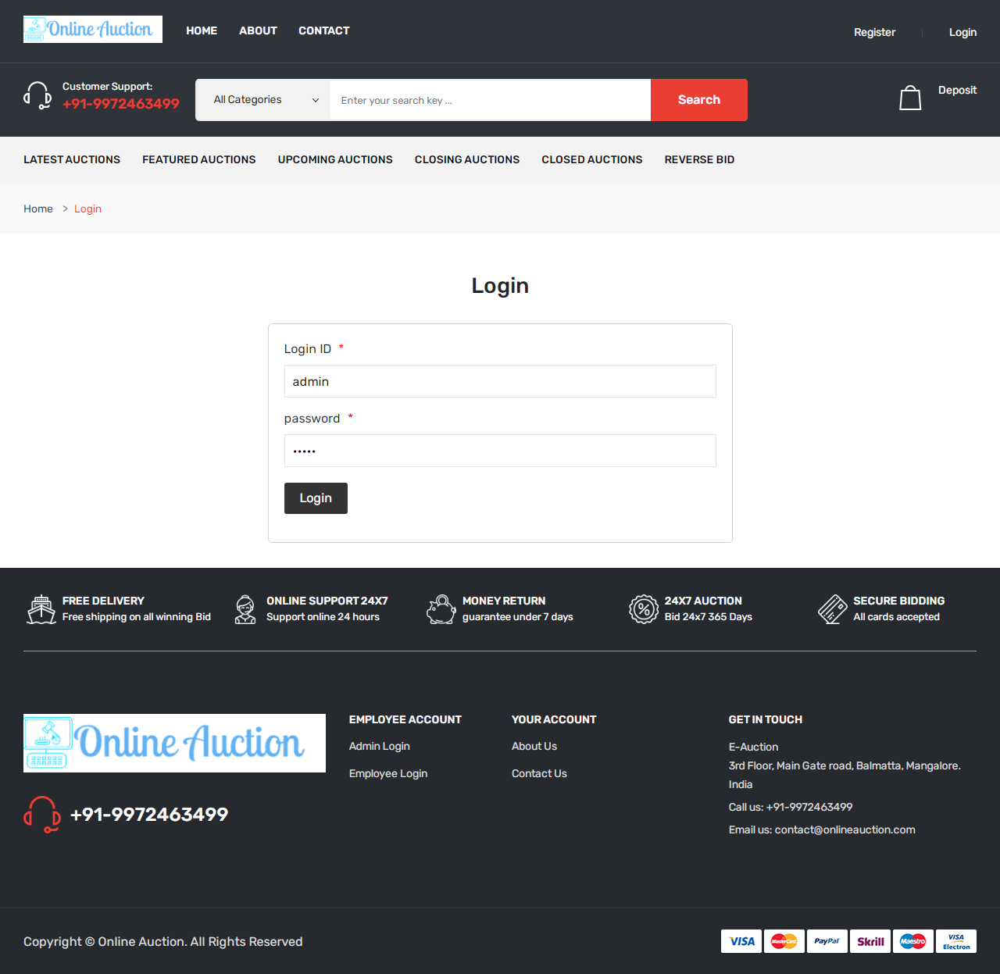 Online Auction
HOME ABOUT CONTACT
Register Login
Customer Support:
+91-9972463499
All Categories
Enter your search key ...
Search
Deposit
LATEST AUCTIONS FEATURED AUCTIONS UPCOMING AUCTIONS CLOSING AUCTIONS CLOSED AUCTIONS REVERSE BID
Home > Login
Login
Login ID *
admin
password *
•••••
Login
FREE DELIVERY
Free shipping on all winning Bid
ONLINE SUPPORT 24X7
Support online 24 hours
MONEY RETURN
guarantee under 7 days
24X7 AUCTION
Bid 24x7 365 Days
SECURE BIDDING
All cards accepted
Online Auction
+91-9972463499
EMPLOYEE ACCOUNT
Admin Login
Employee Login
YOUR ACCOUNT
About Us
Contact Us
GET IN TOUCH
E-Auction
3rd Floor, Main Gate road, Balmatta, Mangalore.
India
Call us: +91-9972463499
Email us: contact@onlineauction.com
Copyright © Online Auction. All Rights Reserved
VISA MasterCard PayPal Skrill Maestro VISA Electron